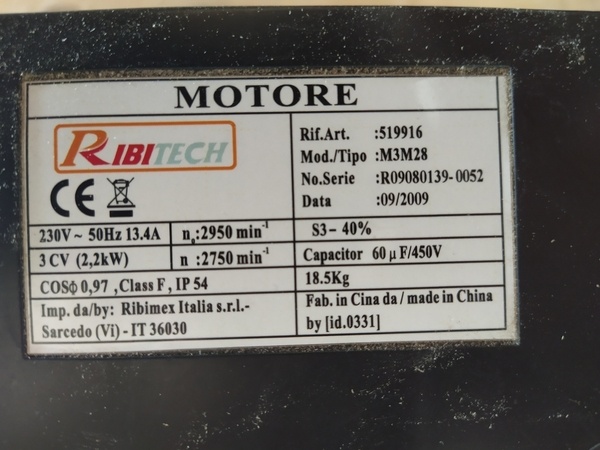 MOTORE
RIBITECH
CE
Rif.Art. :519916
Mod./Tipo :M3M28
No.Serie :R09080139-0052
Data :09/2009
230V ~ 50Hz 13.4A
n₀:2950 min⁻¹
S3- 40%
3 CV (2,2kW)
n :2750 min⁻¹
Capacitor 60 μF/450V
COSϕ 0,97 ,Class F, IP 54
18.5Kg
Imp. da/by: Ribimex Italia s.r.l.-
Sarcedo (Vi) - IT 36030
Fab. in Cina da / made in China
by [id.0331]